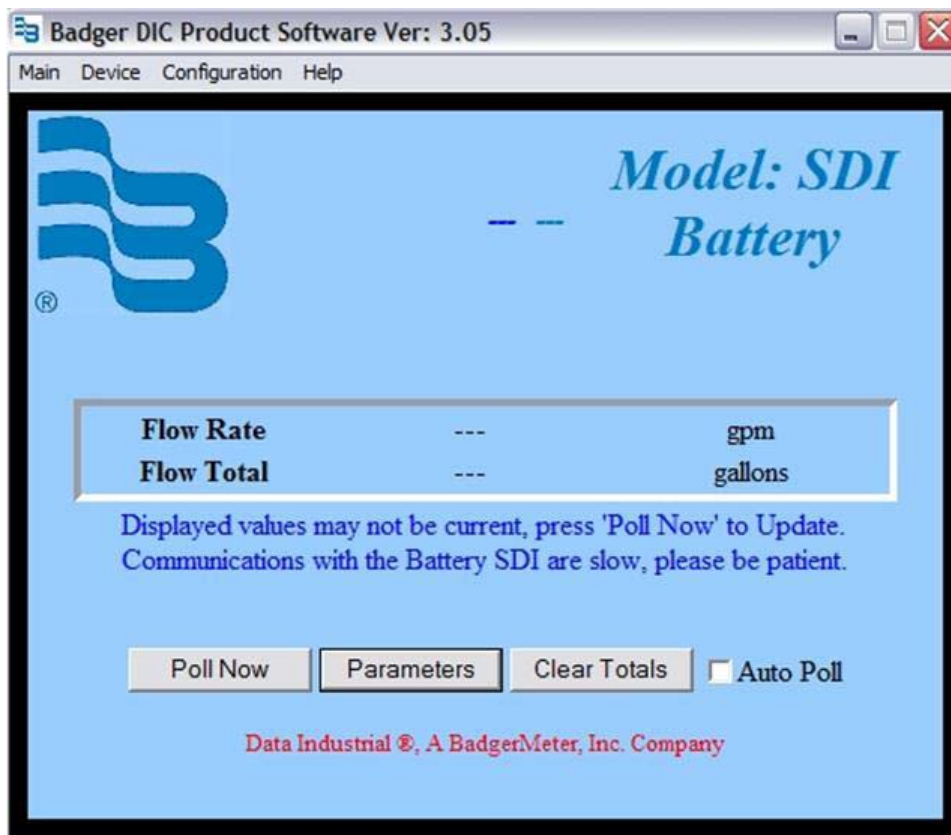 Badger DIC Product Software Ver: 3.05
Main Device Configuration Help
Model: SDI
--- ---
Battery
®
Flow Rate --- gpm
Flow Total --- gallons
Displayed values may not be current, press 'Poll Now' to Update.
Communications with the Battery SDI are slow, please be patient.
Poll Now Parameters Clear Totals Auto Poll
Data Industrial ®, A BadgerMeter, Inc. Company